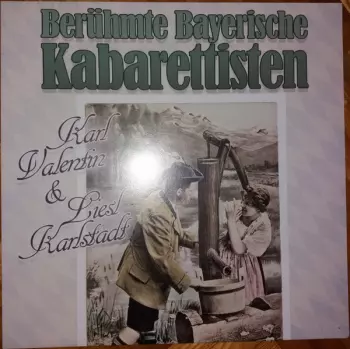 Berühmte Bayerische
Kabarettisten
Karl
Valentin
&
Liesl
Karlstadt